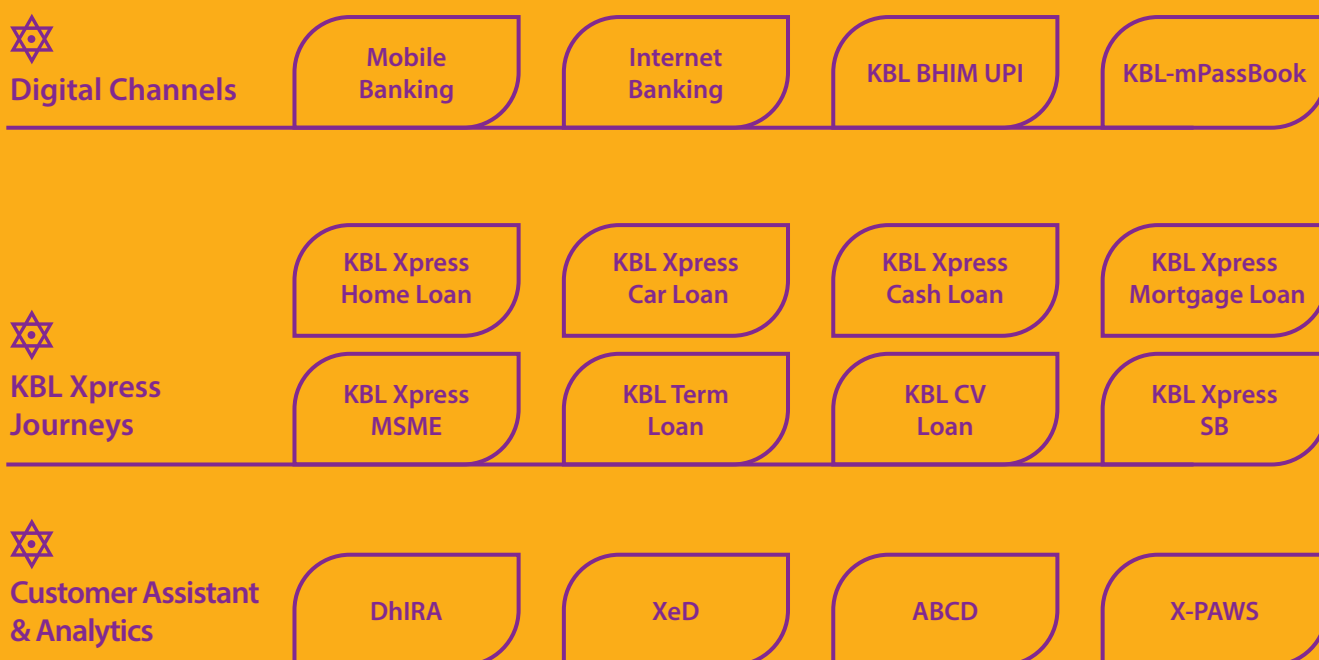 Digital Channels
Mobile
Banking
Internet
Banking
KBL BHIM UPI
KBL-mPassBook
KBL Xpress
Journeys
KBL Xpress
Home Loan
KBL Xpress
Car Loan
KBL Xpress
Cash Loan
KBL Xpress
Mortgage Loan
KBL Xpress
MSME
KBL Term
Loan
KBL CV
Loan
KBL Xpress
SB
Customer Assistant
& Analytics
DhIRA
XeD
ABCD
X-PAWS